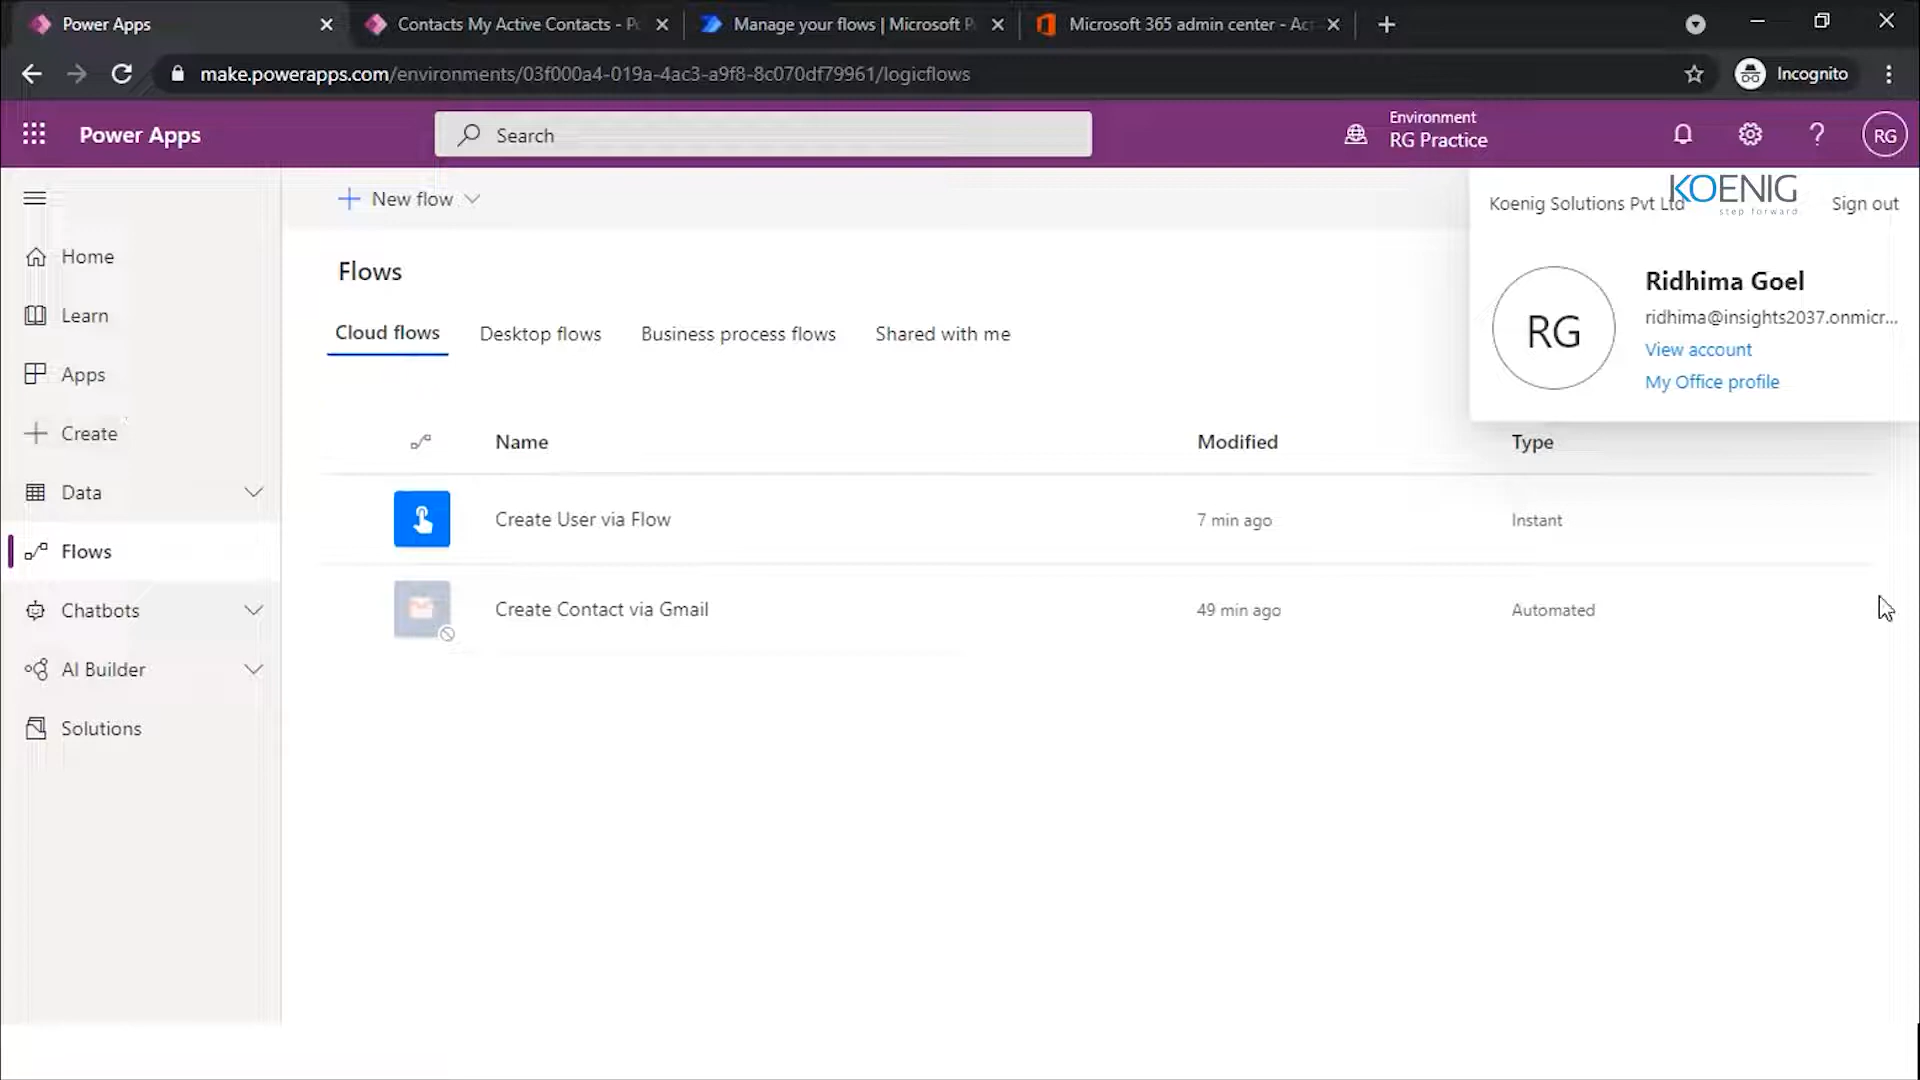 Power Apps
Contacts My Active Contacts - Po
Manage your flows | Microsoft P
Microsoft 365 admin center - Ac
make.powerapps.com/environments/03f000a4-019a-4ac3-a9f8-8c070df79961/logicflows
Incognito
Power Apps
Search
Environment
RG Practice
RG
New flow
Koenig Solutions Pvt Ltd
KOENIG
step forward
Sign out
Home
Learn
Apps
Create
Data
Flows
Chatbots
AI Builder
Solutions
Flows
Cloud flows
Desktop flows
Business process flows
Shared with me
RG
Ridhima Goel
ridhima@insights2037.onmicr...
View account
My Office profile
Name
Modified
Type
Create User via Flow
7 min ago
Instant
Create Contact via Gmail
49 min ago
Automated